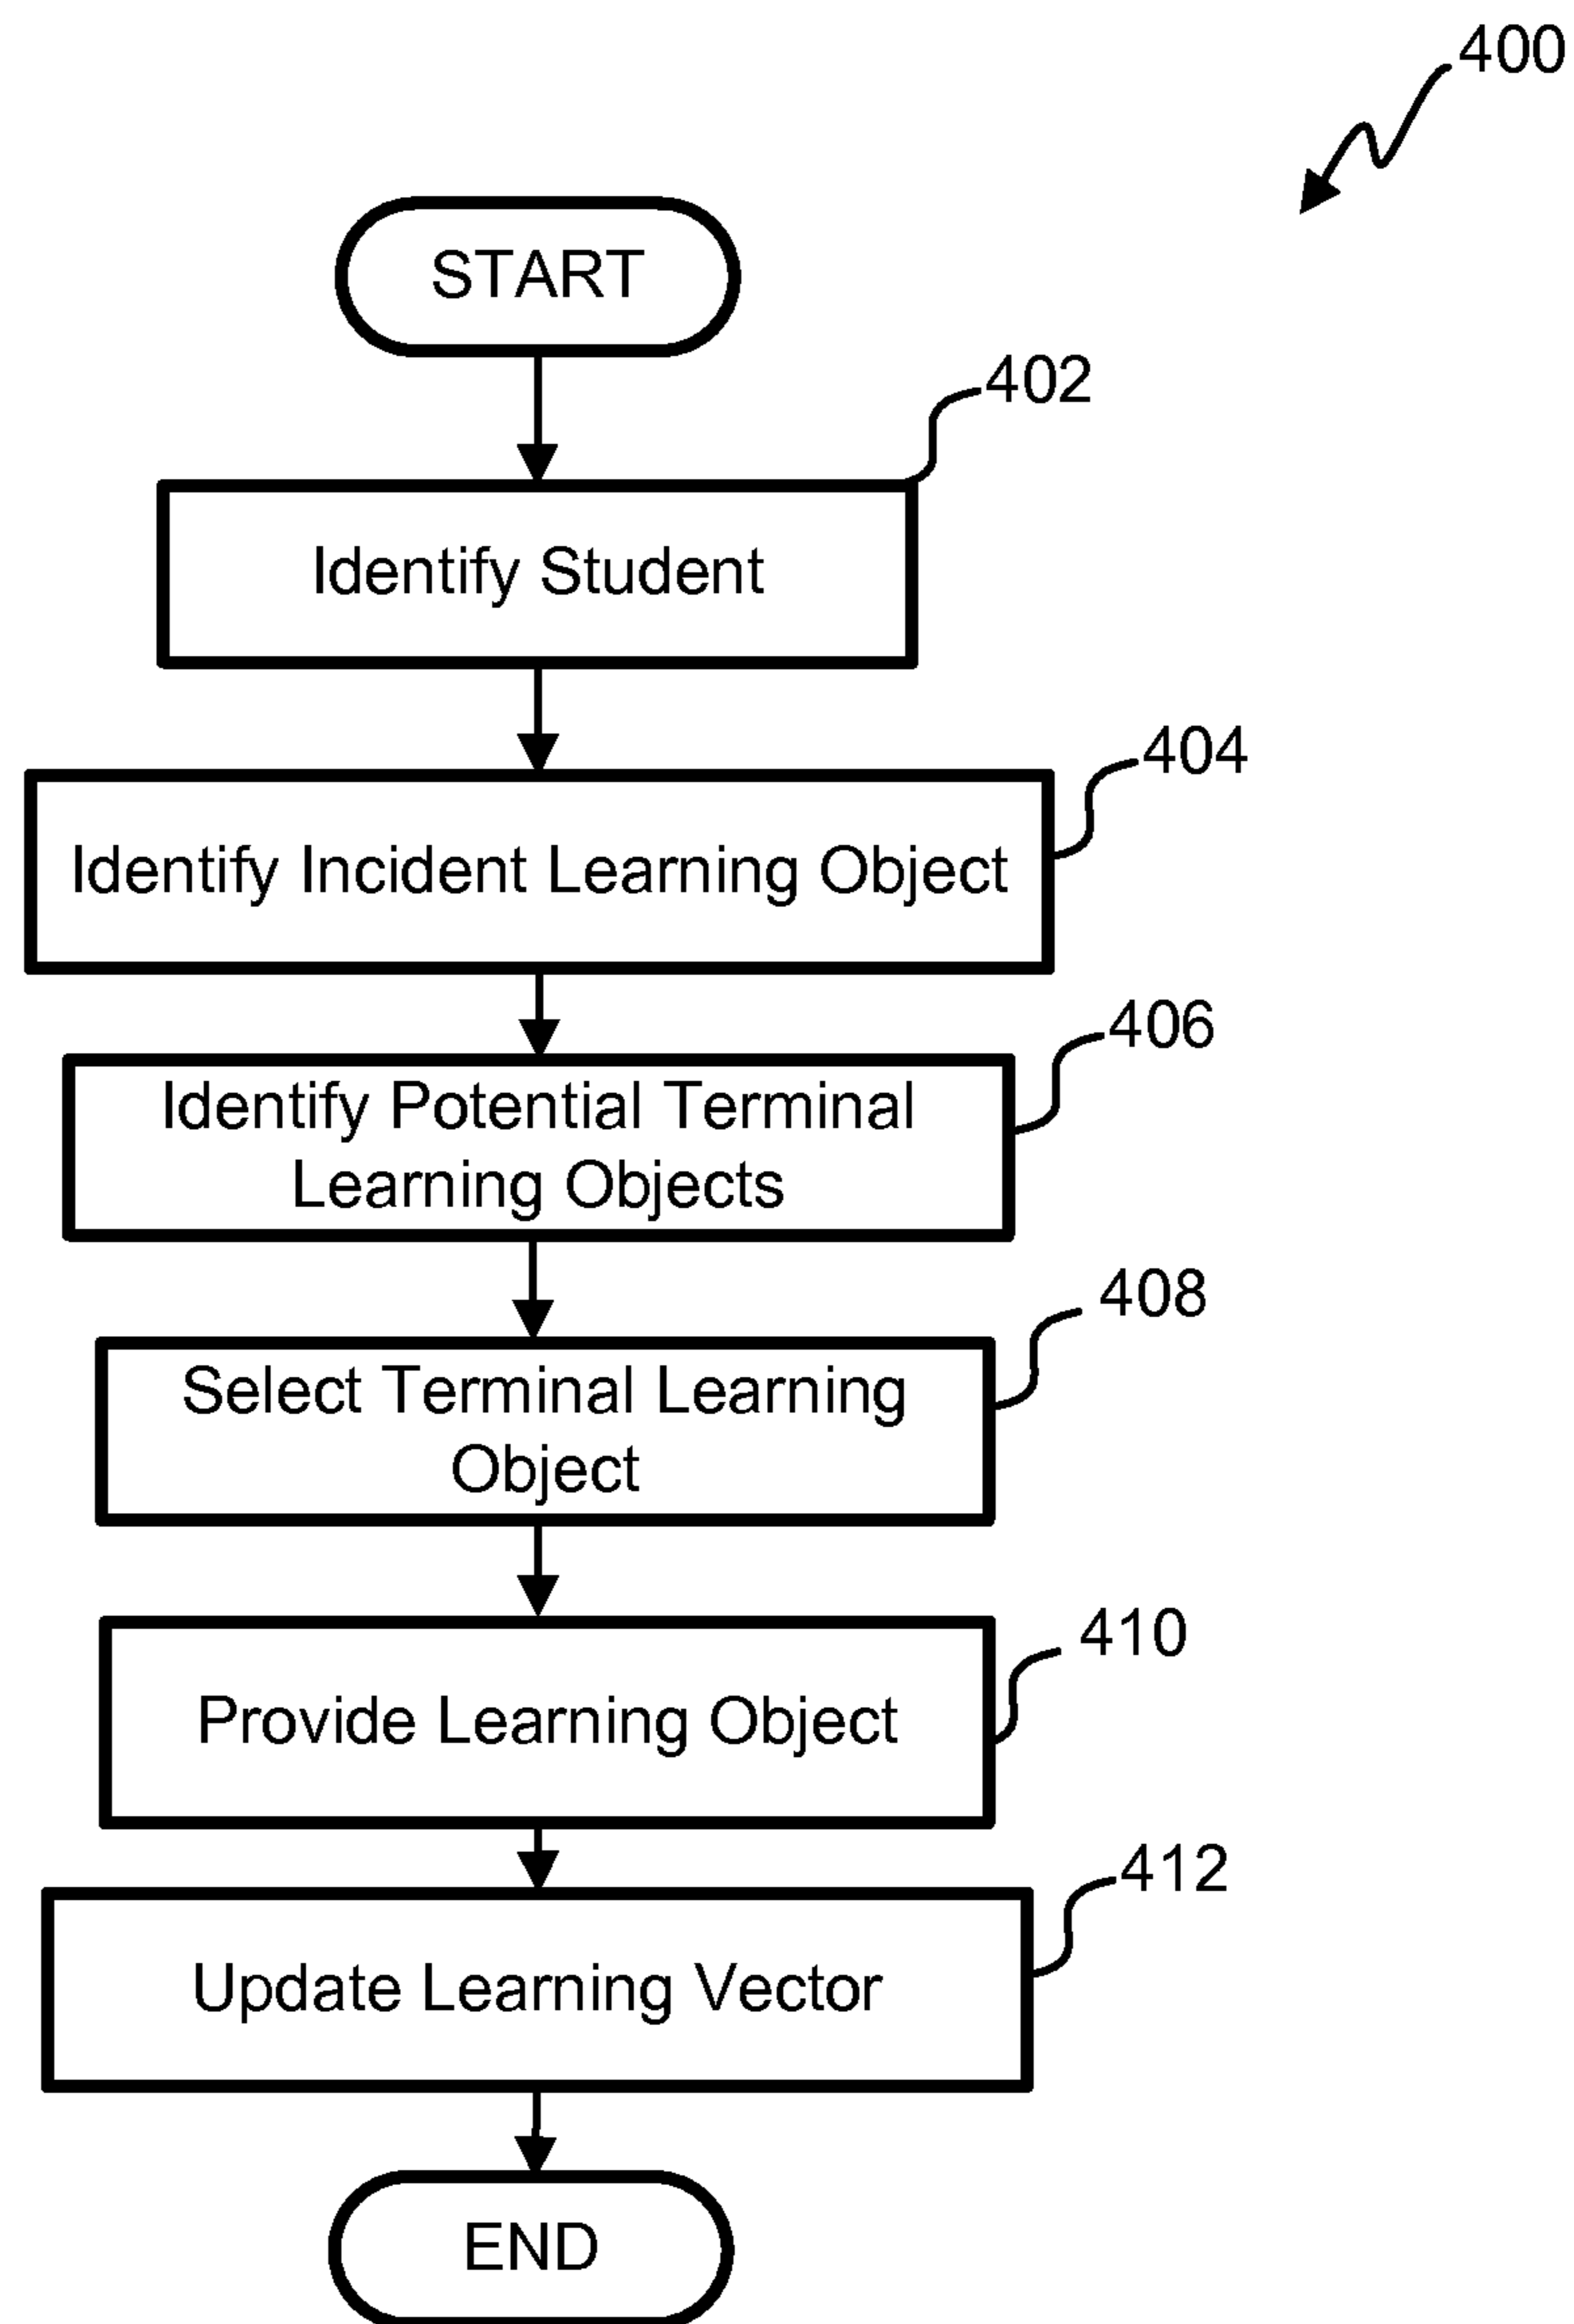 400
START
402
Identify Student
404
Identify Incident Learning Object
406
Identify Potential Terminal
Learning Objects
408
Select Terminal Learning
Object
410
Provide Learning Object
412
Update Learning Vector
END